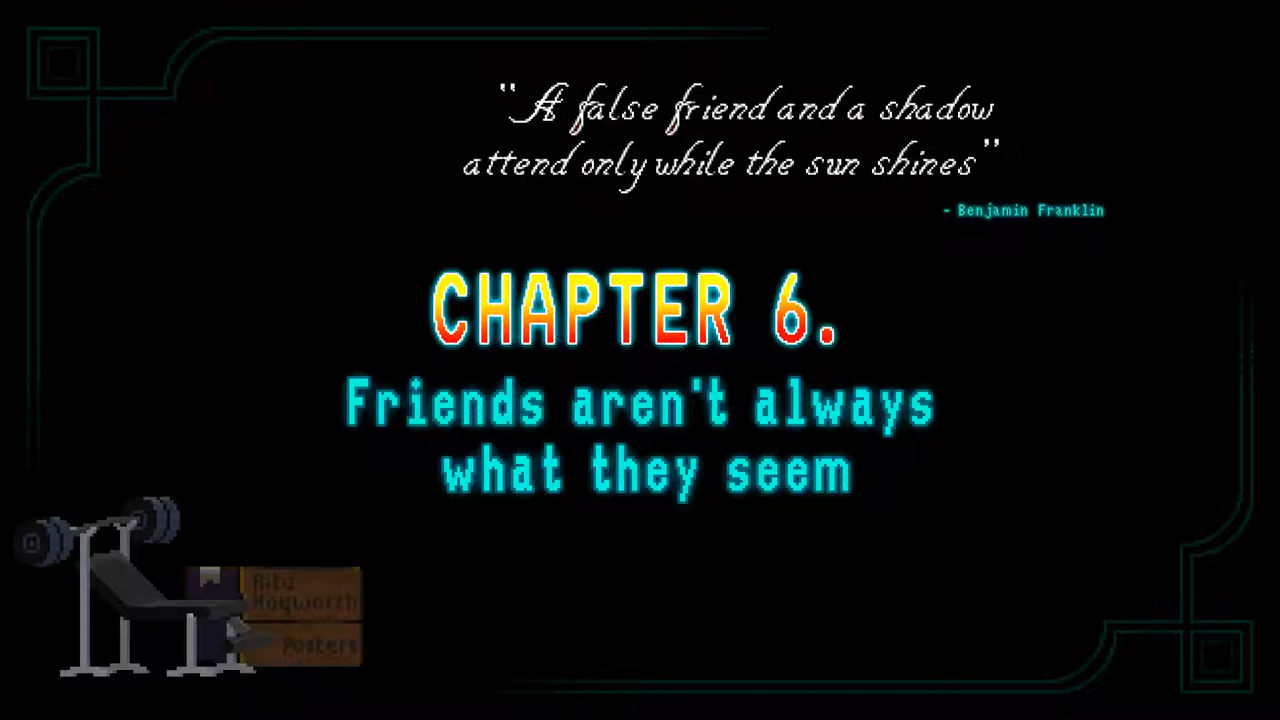 "A false friend and a shadow
attend only while the sun shines"
- Benjamin Franklin
CHAPTER 6.
Friends aren't always
what they seem
Rita
Hayworth
Posters